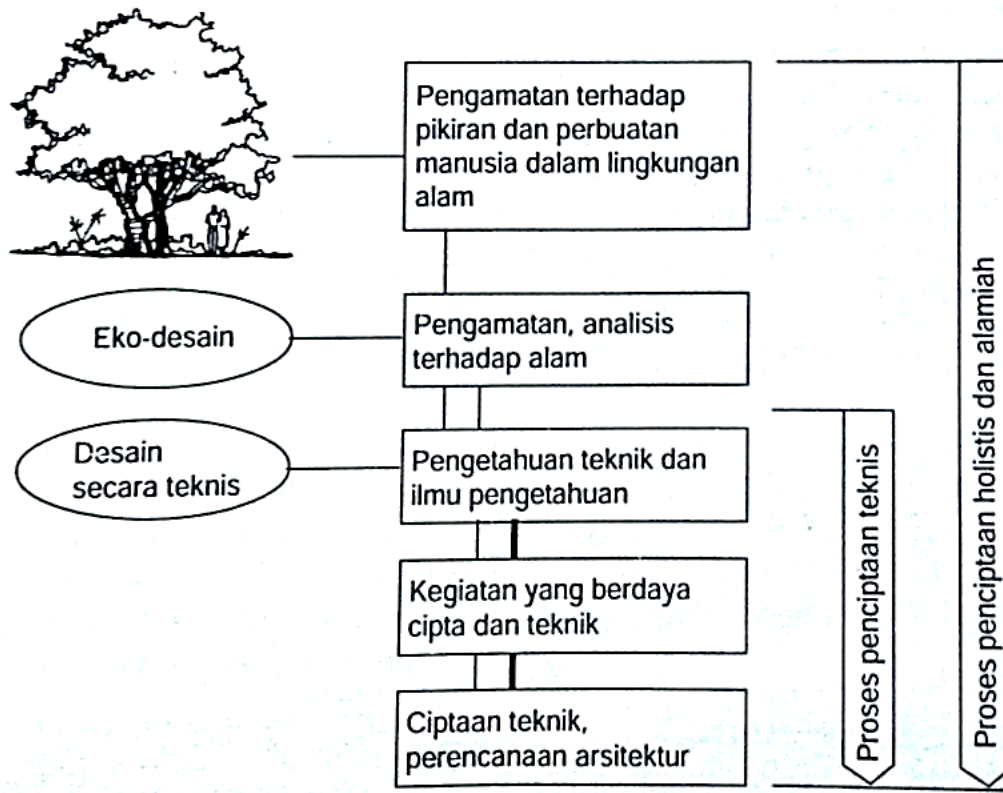 Pengamatan terhadap
pikiran dan perbuatan
manusia dalam lingkungan
alam
Eko-desain
Pengamatan, analisis
terhadap alam
Desain
secara teknis
Pengetahuan teknik dan
ilmu pengetahuan
Kegiatan yang berdaya
cipta dan teknik
Ciptaan teknik,
perencanaan arsitektur
Proses penciptaan teknis
Proses penciptaan holistis dan alamiah